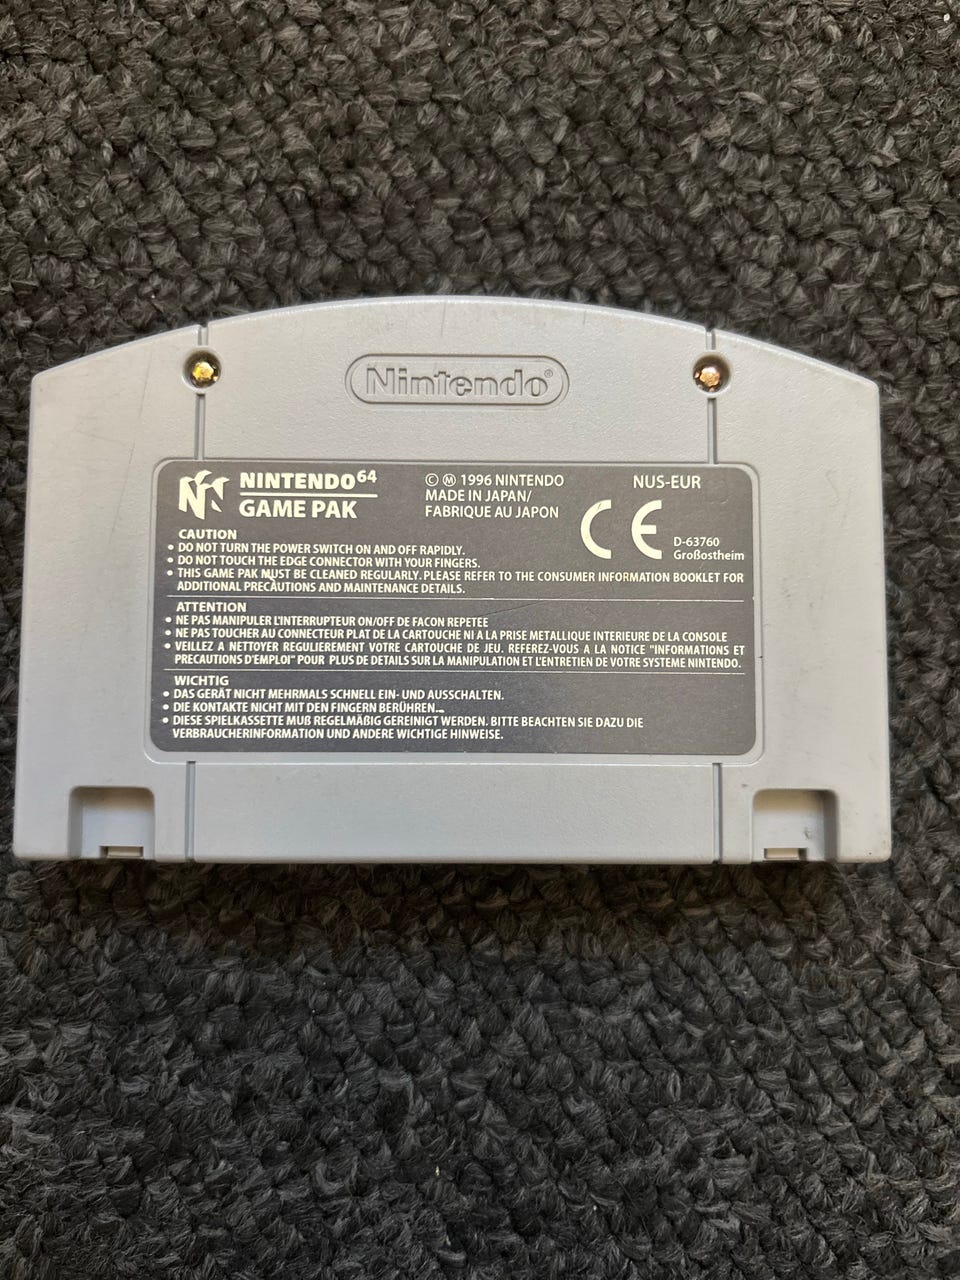 Nintendo®
NINTENDO64
GAME PAK
© Ⓜ 1996 NINTENDO
MADE IN JAPAN/
FABRIQUE AU JAPON
NUS-EUR
CE
D-63760
Großostheim
CAUTION
• DO NOT TURN THE POWER SWITCH ON AND OFF RAPIDLY.
• DO NOT TOUCH THE EDGE CONNECTOR WITH YOUR FINGERS.
• THIS GAME PAK MUST BE CLEANED REGULARLY. PLEASE REFER TO THE CONSUMER INFORMATION BOOKLET FOR
ADDITIONAL PRECAUTIONS AND MAINTENANCE DETAILS.
ATTENTION
• NE PAS MANIPULER L'INTERRUPTEUR ON/OFF DE FACON REPETEE
• NE PAS TOUCHER AU CONNECTEUR PLAT DE LA CARTOUCHE NI A LA PRISE METALLIQUE INTERIEURE DE LA CONSOLE
• VEILLEZ A NETTOYER REGULIEREMENT VOTRE CARTOUCHE DE JEU. REFEREZ-VOUS A LA NOTICE "INFORMATIONS ET
PRECAUTIONS D'EMPLOI" POUR PLUS DE DETAILS SUR LA MANIPULATION ET L'ENTRETIEN DE VOTRE SYSTEME NINTENDO.
WICHTIG
• DAS GERÄT NICHT MEHRMALS SCHNELL EIN- UND AUSSCHALTEN.
• DIE KONTAKTE NICHT MIT DEN FINGERN BERÜHREN.
• DIESE SPIELKASSETTE MUß REGELMÄßIG GEREINIGT WERDEN. BITTE BEACHTEN SIE DAZU DIE
VERBRAUCHERINFORMATION UND ANDERE WICHTIGE HINWEISE.